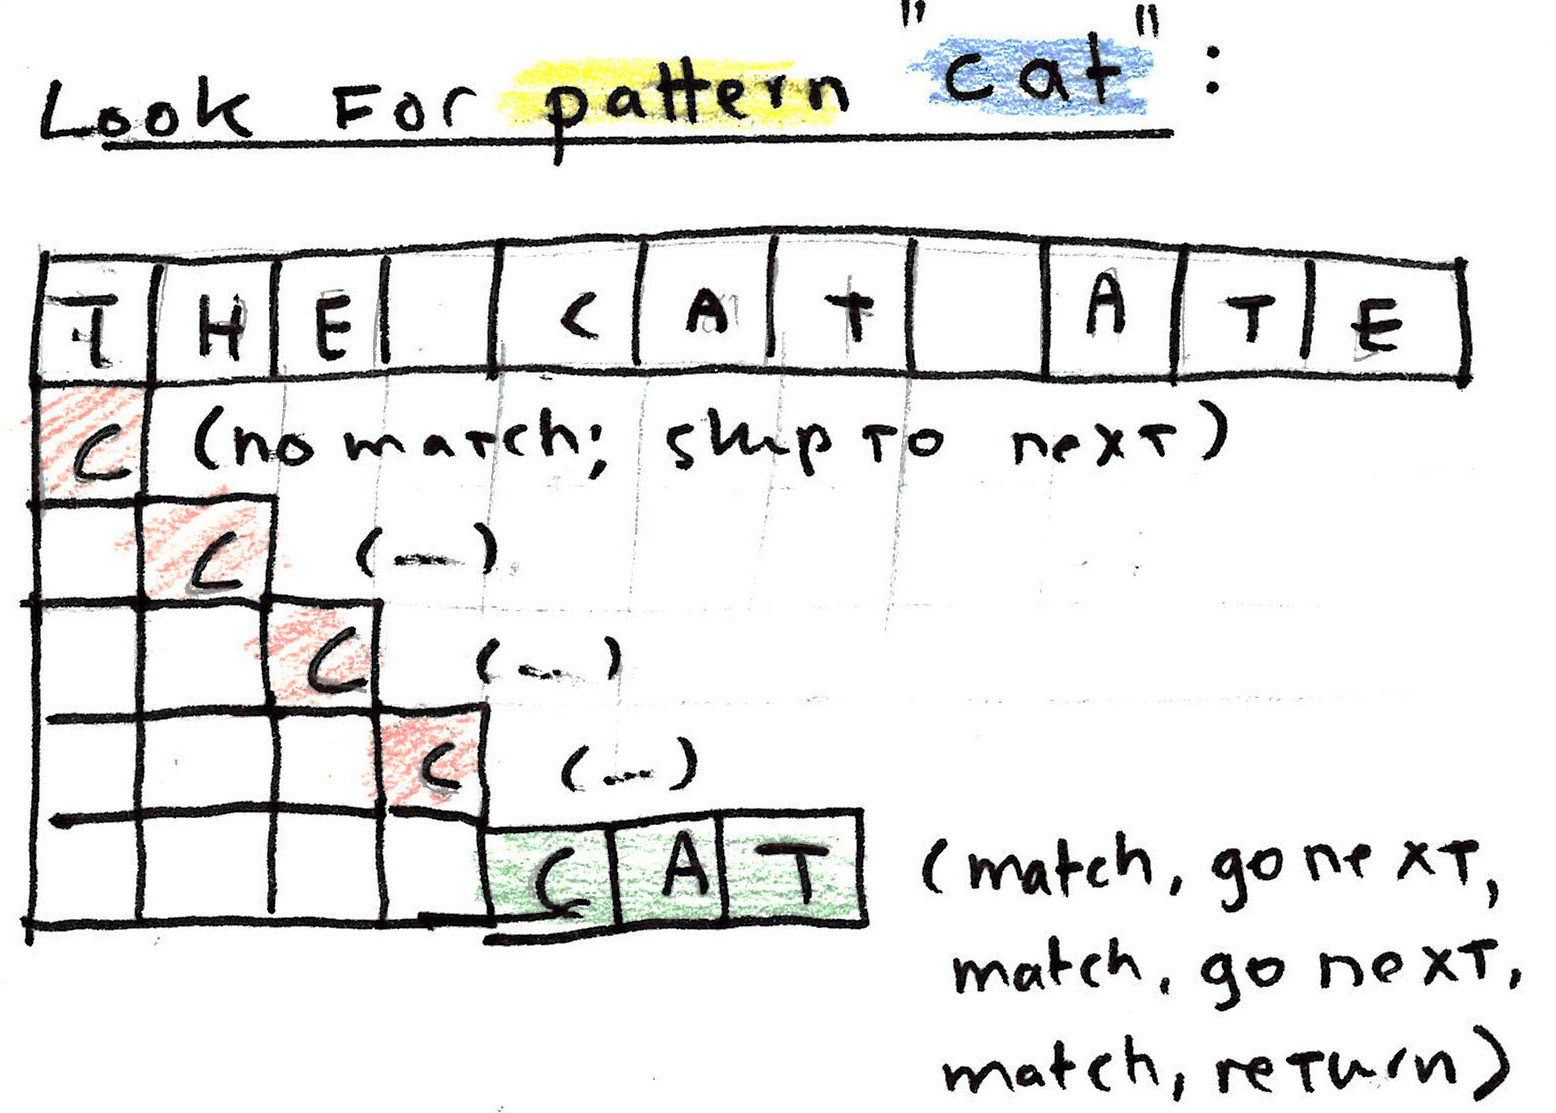 Look For pattern "cat":
T H E C A T A T E
C (no match; skip to next)
C (...)
C (...)
C (...)
C A T (match, go next,
match, go next,
match, return)